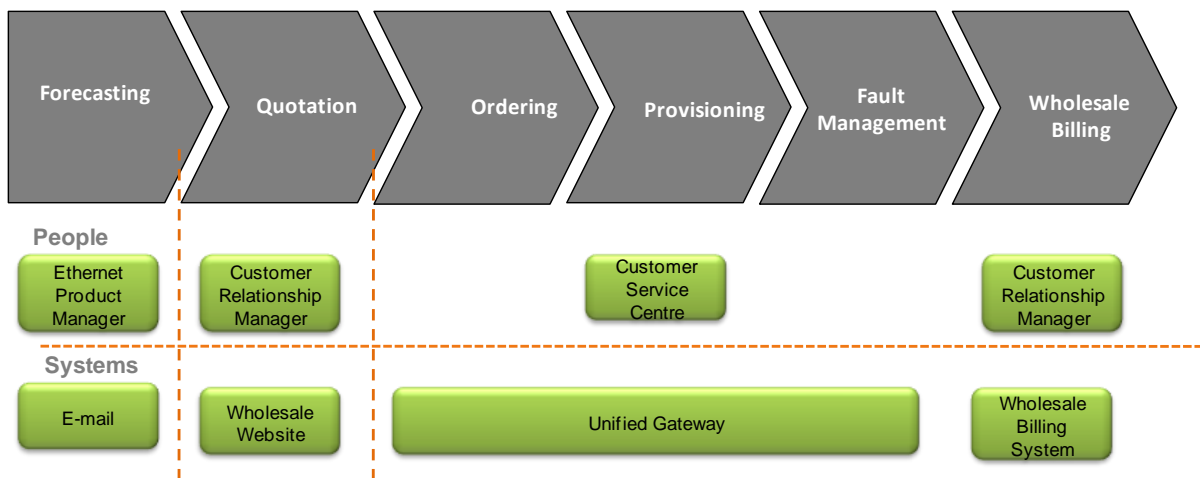 Forecasting
Quotation
Ordering
Provisioning
Fault
Management
Wholesale
Billing
People
Ethernet
Product
Manager
Customer
Relationship
Manager
Customer
Service
Centre
Customer
Relationship
Manager
Systems
E-mail
Wholesale
Website
Unified Gateway
Wholesale
Billing
System